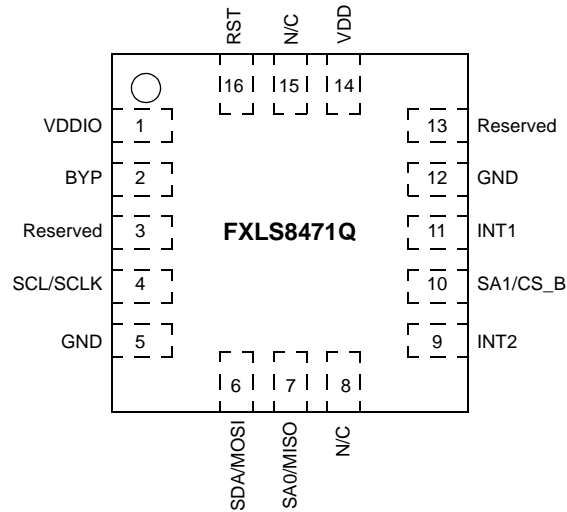 RST
N/C
VDD
16
15
14
VDDIO 1
13 Reserved
BYP 2
12 GND
Reserved 3
FXLS8471Q
11 INT1
SCL/SCLK 4
10 SA1/CS_B
GND 5
9 INT2
6
7
8
SDA/MOSI
SA0/MISO
N/C